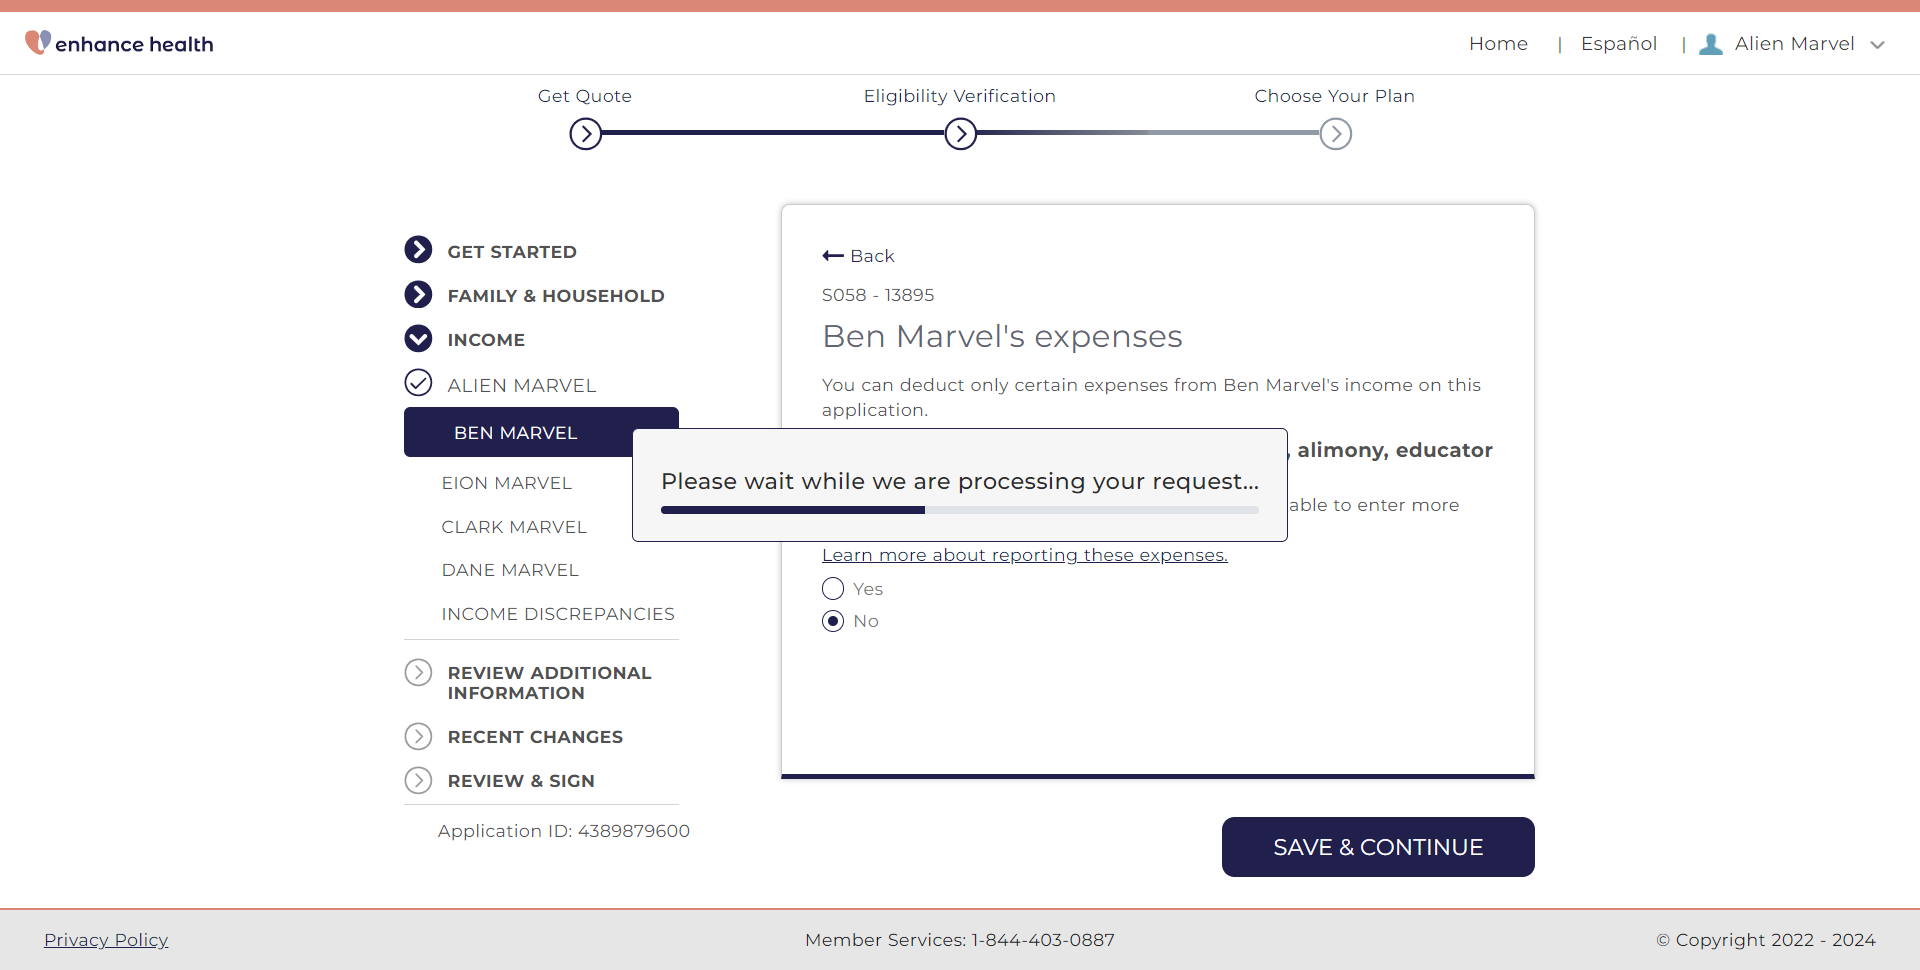 enhance health
Home | Español | Alien Marvel
Get Quote
Eligibility Verification
Choose Your Plan
GET STARTED
FAMILY & HOUSEHOLD
INCOME
ALIEN MARVEL
BEN MARVEL
EION MARVEL
CLARK MARVEL
DANE MARVEL
INCOME DISCREPANCIES
REVIEW ADDITIONAL
INFORMATION
RECENT CHANGES
REVIEW & SIGN
Application ID: 4389879600
Back
S058 - 13895
Ben Marvel's expenses
You can deduct only certain expenses from Ben Marvel's income on this
application.
, alimony, educator
able to enter more
Please wait while we are processing your request...
Learn more about reporting these expenses.
Yes
No
SAVE & CONTINUE
Privacy Policy
Member Services: 1-844-403-0887
© Copyright 2022 - 2024